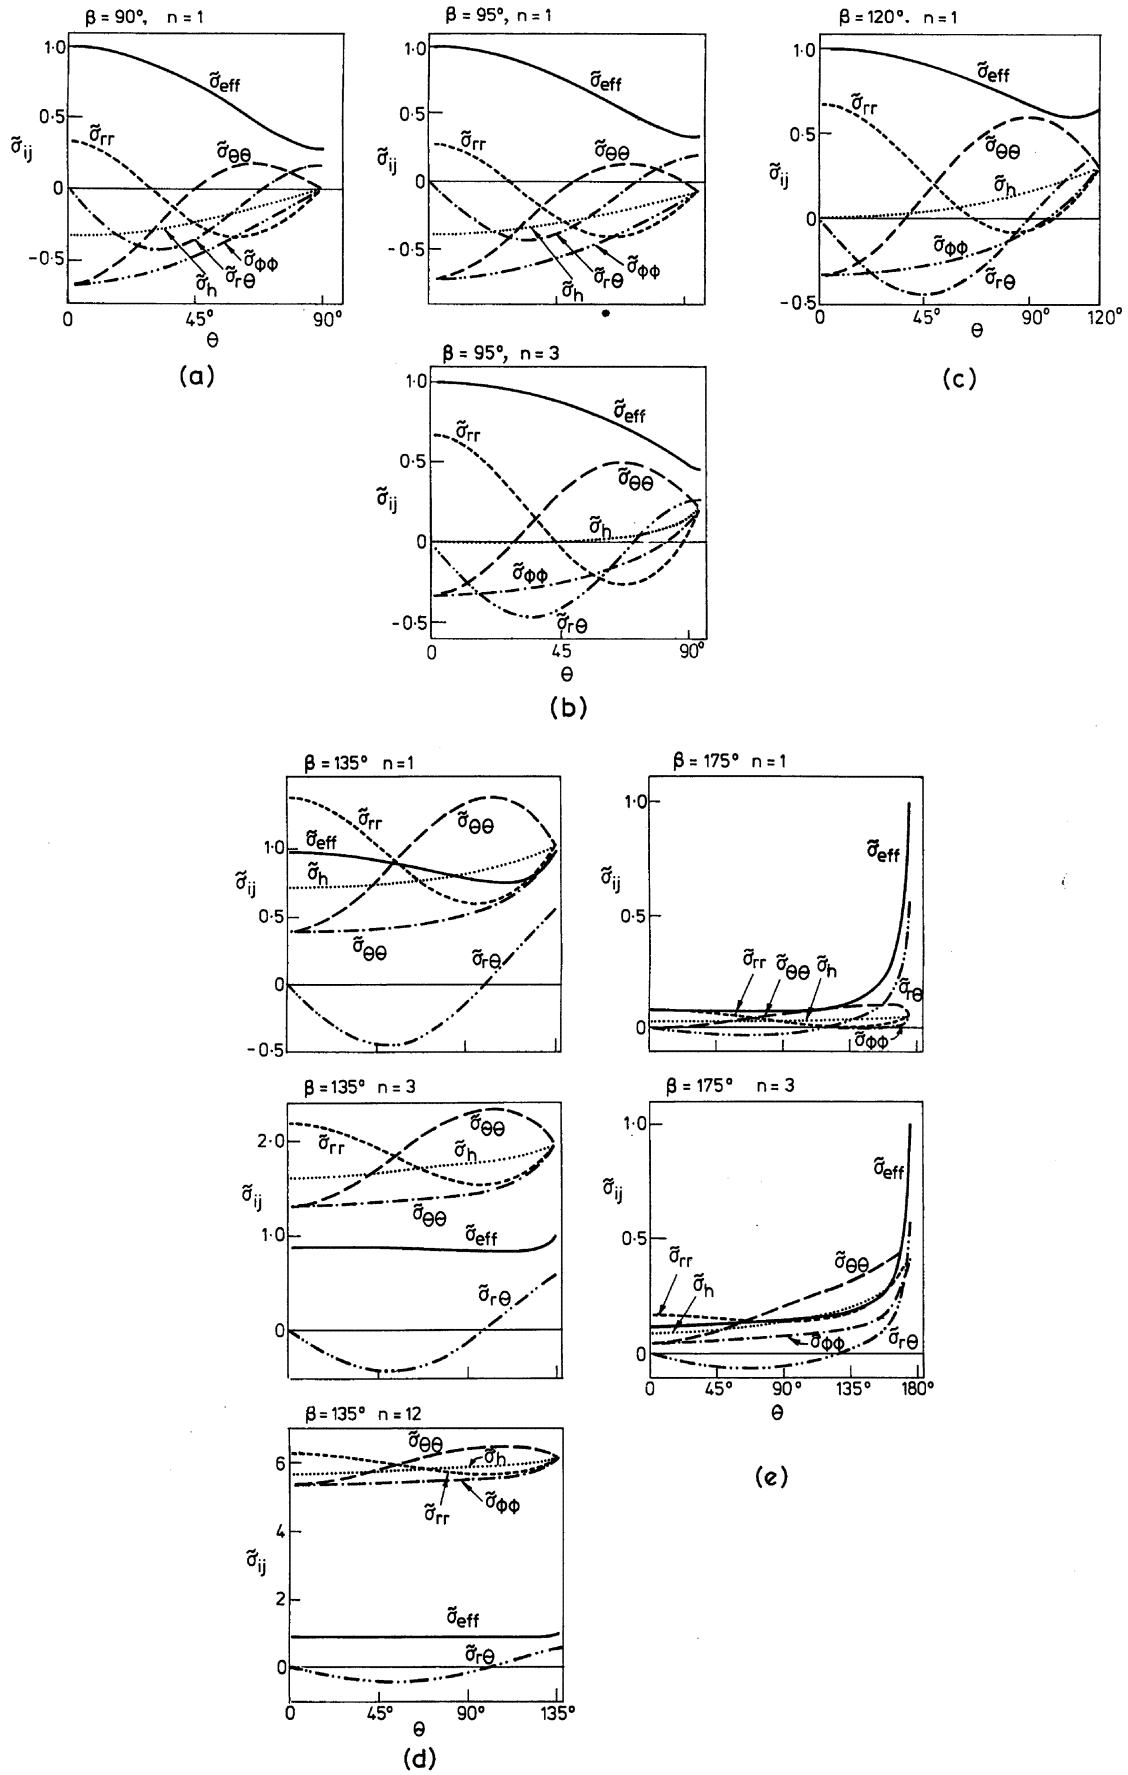 β = 90°, n = 1
1·0
0·5
0
-0·5
σ̃ij
σ̃eff
σ̃rr
σ̃ΘΘ
σ̃ΦΦ
σ̃rΘ
σ̃h
0 45° 90°
Θ
(a)
β = 95°, n = 1
1·0
0·5
0
-0·5
σ̃ij
σ̃eff
σ̃rr
σ̃ΘΘ
σ̃ΦΦ
σ̃rΘ
σ̃h
β = 120°. n = 1
1·0
0·5
0
-0·5
σ̃ij
σ̃eff
σ̃rr
σ̃ΘΘ
σ̃h
σ̃ΦΦ
σ̃rΘ
0 45° 90° 120°
Θ
(c)
β = 95°, n = 3
1·0
0·5
0
-0·5
σ̃ij
σ̃eff
σ̃rr
σ̃ΘΘ
σ̃h
σ̃ΦΦ
σ̃rΘ
0 45 90°
Θ
(b)
β = 135° n = 1
1·0
0·5
0
-0·5
σ̃ij
σ̃rr
σ̃ΘΘ
σ̃eff
σ̃h
σ̃ΘΘ
σ̃rΘ
β = 175° n = 1
1·0
0·5
0
σ̃ij
σ̃eff
σ̃rr
σ̃ΘΘ
σ̃h
σ̃rΘ
σ̃ΦΦ
β = 135° n = 3
2·0
1·0
0
σ̃ij
σ̃ΘΘ
σ̃rr
σ̃h
σ̃ΘΘ
σ̃eff
σ̃rΘ
β = 175° n = 3
1·0
0·5
0
σ̃ij
σ̃eff
σ̃ΘΘ
σ̃rr
σ̃h
σ̃ΦΦ
σ̃rΘ
0 45° 90° 135° 180°
Θ
(e)
β = 135° n = 12
6
4
2
0
σ̃ij
σ̃ΘΘ
σ̃h
σ̃rr
σ̃ΦΦ
σ̃eff
σ̃rΘ
0 45° 90° 135°
Θ
(d)